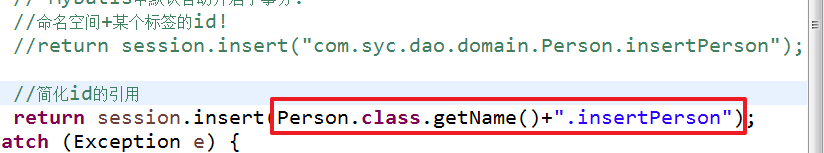 //命名空间+某个标签的id!
//return session.insert("com.syc.dao.domain.Person.insertPerson");
//简化id的引用
return session.insert(Person.class.getName()+".insertPerson");
atch (Exception e) {